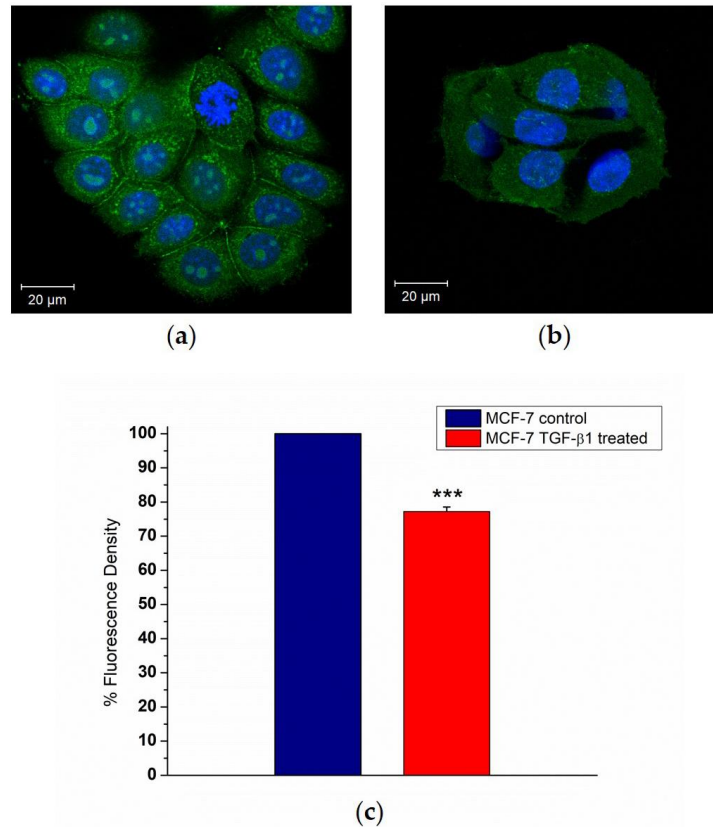 20 µm
20 µm
(a)
(b)
MCF-7 control
MCF-7 TGF-β1 treated
***
% Fluorescence Density
100
90
80
70
60
50
40
30
20
10
0
(c)